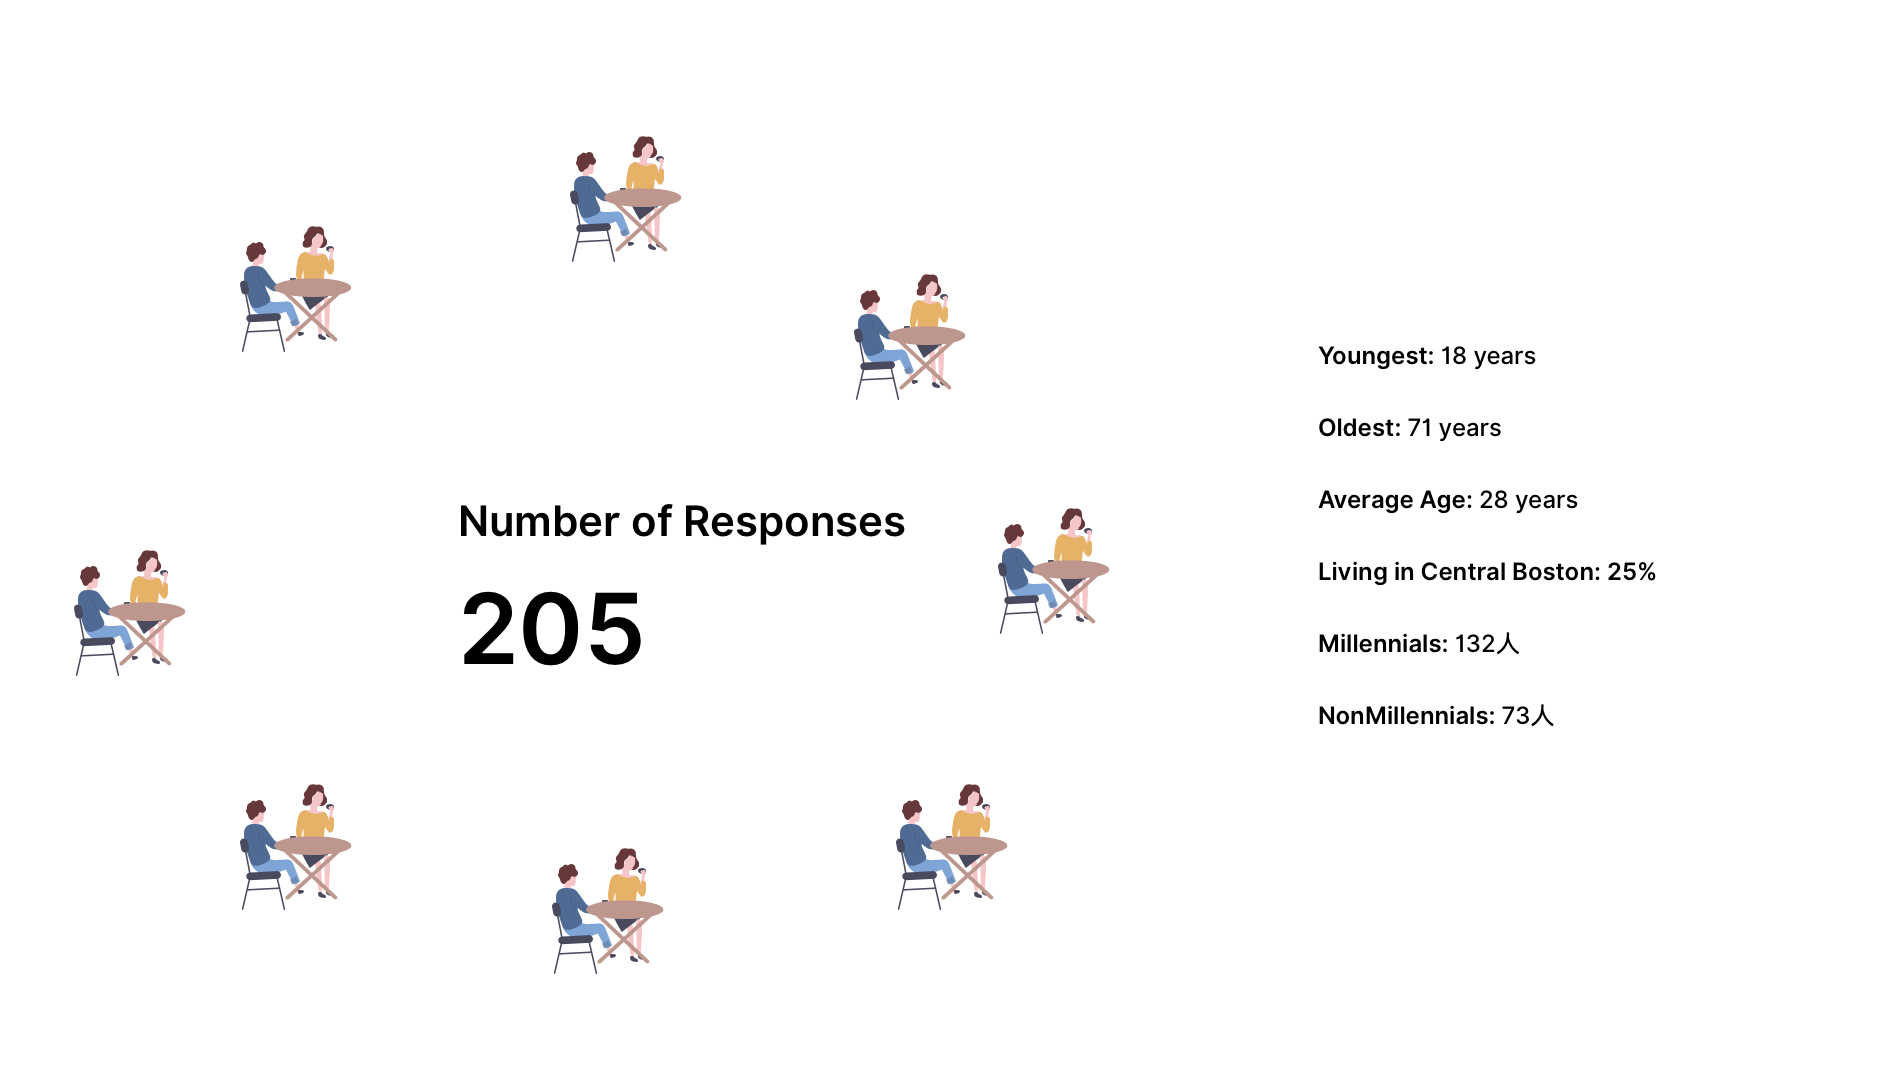 Number of Responses
205
Youngest: 18 years
Oldest: 71 years
Average Age: 28 years
Living in Central Boston: 25%
Millennials: 132人
NonMillennials: 73人